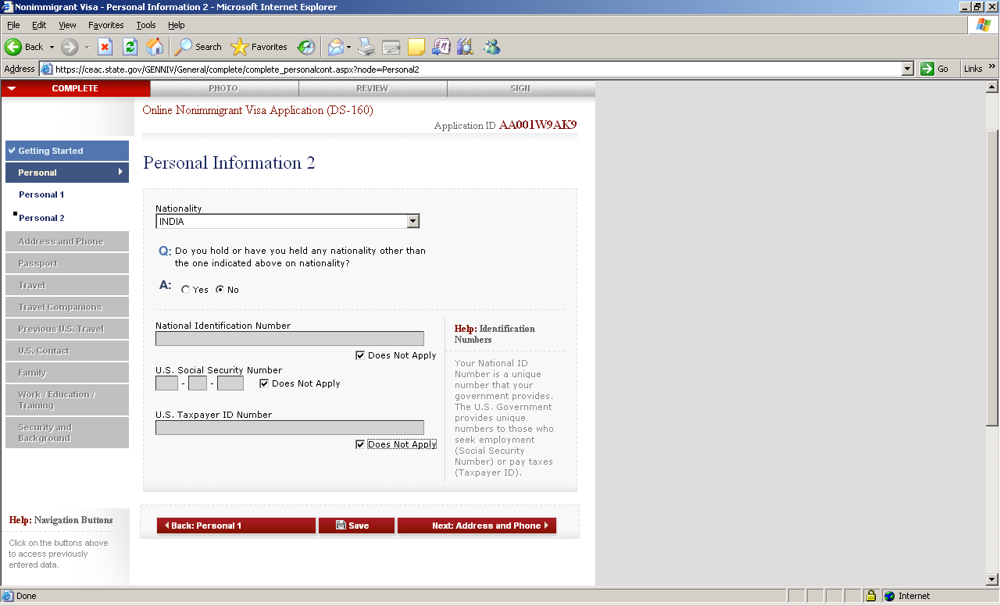 Nonimmigrant Visa - Personal Information 2 - Microsoft Internet Explorer
File Edit View Favorites Tools Help
Back Search Favorites
Address https://ceac.state.gov/GENNIV/General/complete/complete_personalcont.aspx?node=Personal2 Go Links »
COMPLETE PHOTO REVIEW SIGN
Online Nonimmigrant Visa Application (DS-160)
Application ID AA001W9AK9
Getting Started
Personal
Personal 1
Personal 2
Address and Phone
Passport
Travel
Travel Companions
Previous U.S. Travel
U.S. Contact
Family
Work / Education /
Training
Security and
Background
Help: Navigation Buttons
Click on the buttons above
to access previously
entered data.
Personal Information 2
Nationality
INDIA
Q: Do you hold or have you held any nationality other than
the one indicated above on nationality?
A: Yes No
National Identification Number
Does Not Apply
U.S. Social Security Number
- - Does Not Apply
U.S. Taxpayer ID Number
Does Not Apply
Help: Identification
Numbers
Your National ID
Number is a unique
number that your
government provides.
The U.S. Government
provides unique
numbers to those who
seek employment
(Social Security
Number) or pay taxes
(Taxpayer ID).
Back: Personal 1 Save Next: Address and Phone
Done Internet